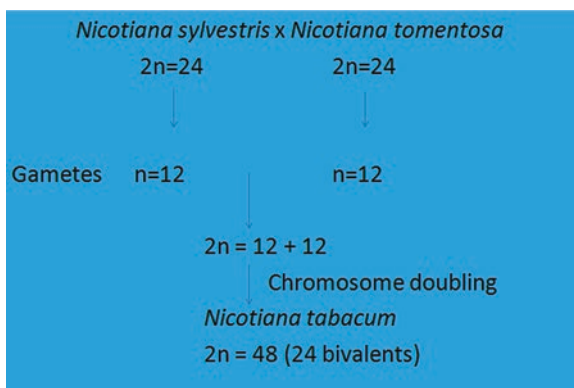 Nicotiana sylvestris x Nicotiana tomentosa
2n=24 2n=24
Gametes n=12 n=12
2n = 12 + 12
Chromosome doubling
Nicotiana tabacum
2n = 48 (24 bivalents)